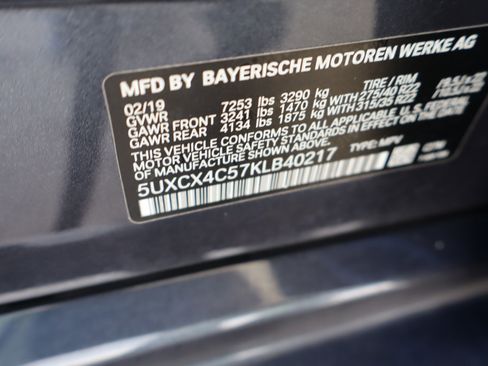 MFD BY BAYERISCHE MOTOREN WERKE AG
02/19 TIRE / RIM
GVWR 7253 lbs 3290 kg
GAWR FRONT 3241 lbs 1470 kg WITH 275/40 R22
GAWR REAR 4134 lbs 1875 kg WITH 315/35 R22
THIS VEHICLE CONFORMS TO ALL APPLICABLE U.S. FEDERAL
MOTOR VEHICLE SAFETY STANDARDS IN EFFECT ON THE DATE
OF MANUFACTURE SHOWN ABOVE.
5UXCX4C57KLB40217 TYPE: MPV